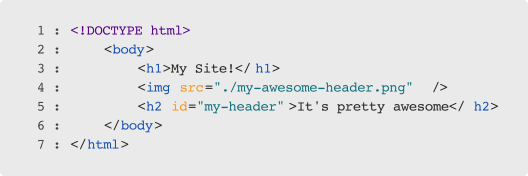 1 : <!DOCTYPE html>
2 :     <body>
3 :         <h1>My Site!</ h1>
4 :         <img src="./my-awesome-header.png"  />
5 :         <h2 id="my-header" >It's pretty awesome</ h2>
6 :     </body>
7 : </html>